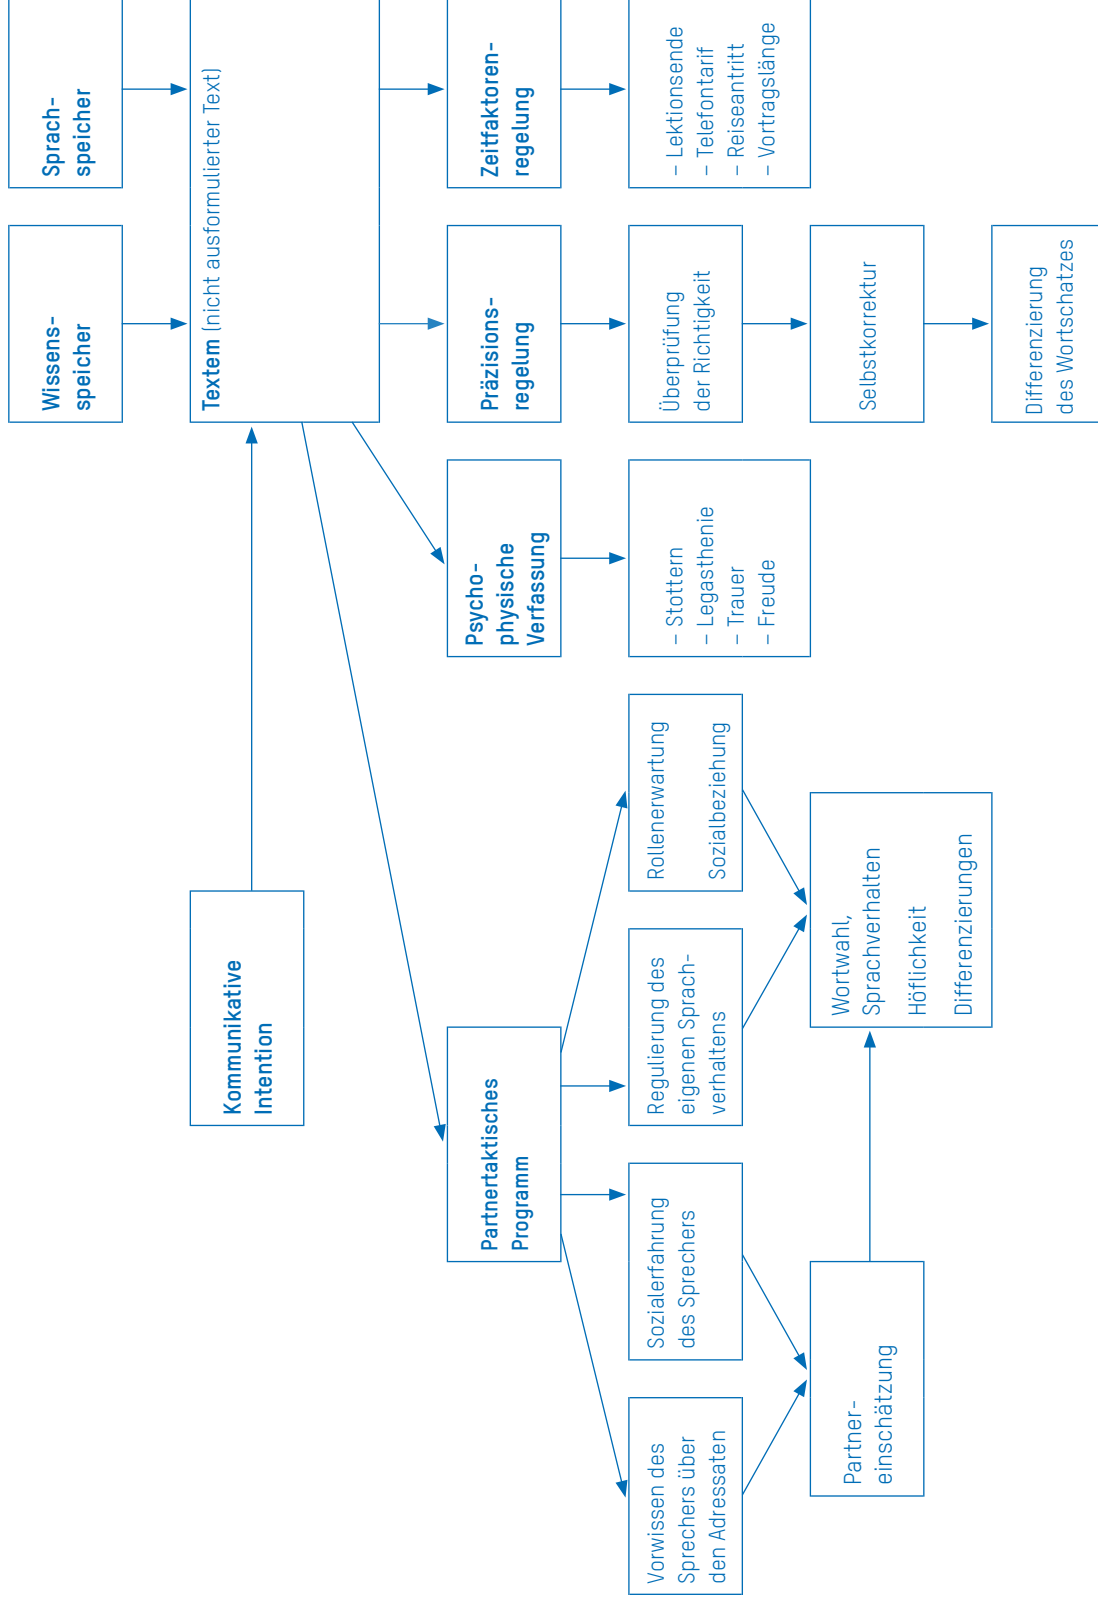 Wissens-
speicher
Sprach-
speicher
Kommunikative
Intention
Textem (nicht ausformulierter Text)
Partnertaktisches
Programm
Psycho-
physische
Verfassung
Präzisions-
regelung
Zeitfaktoren-
regelung
Vorwissen des
Sprechers über
den Adressaten
Sozialerfahrung
des Sprechers
Regulierung des
eigenen Sprach-
verhaltens
Rollenerwartung
Sozialbeziehung
– Stottern
– Legasthenie
– Trauer
– Freude
Überprüfung
der Richtigkeit
– Lektionsende
– Telefontarif
– Reiseantritt
– Vortragslänge
Partner-
einschätzung
Wortwahl,
Sprachverhalten
Höflichkeit
Differenzierungen
Selbstkorrektur
Differenzierung
des Wortschatzes